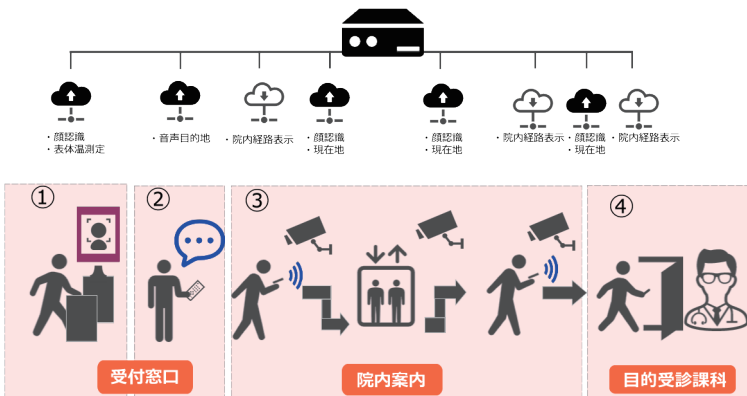 ・顔認識
・表体温測定
・音声目的地
・院内経路表示
・顔認識
・現在地
・顔認識
・現在地
・院内経路表示
・顔認識
・現在地
・院内経路表示
①
②
③
④
受付窓口
院内案内
目的受診課科